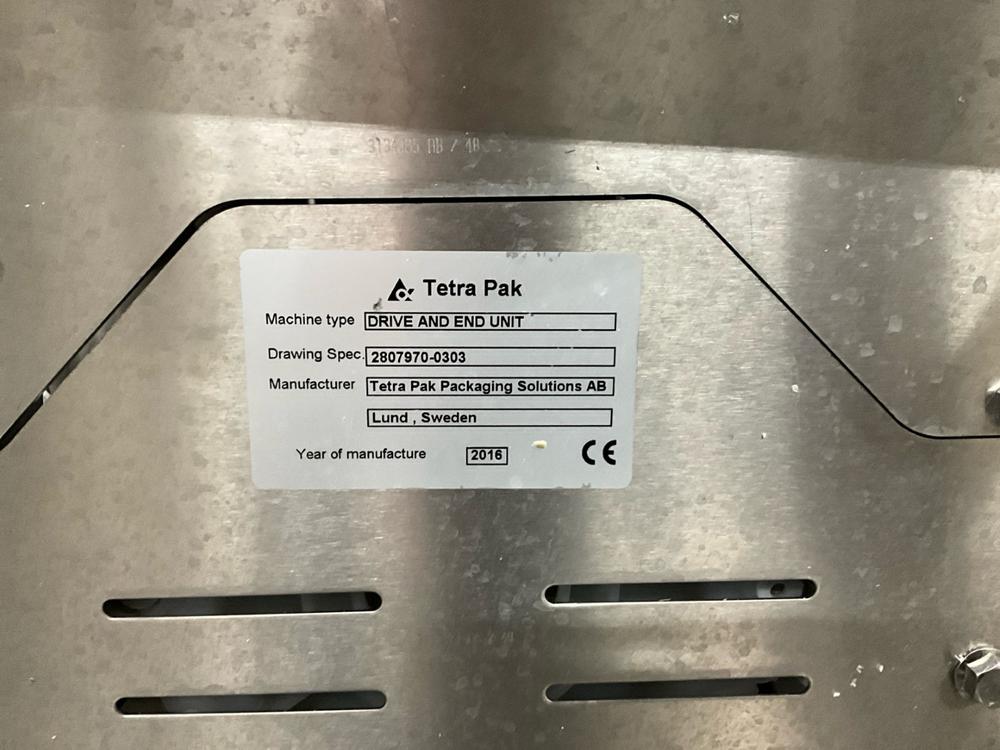 Tetra Pak
Machine type DRIVE AND END UNIT
Drawing Spec. 2807970-0303
Manufacturer Tetra Pak Packaging Solutions AB
Lund , Sweden
Year of manufacture 2016 CE